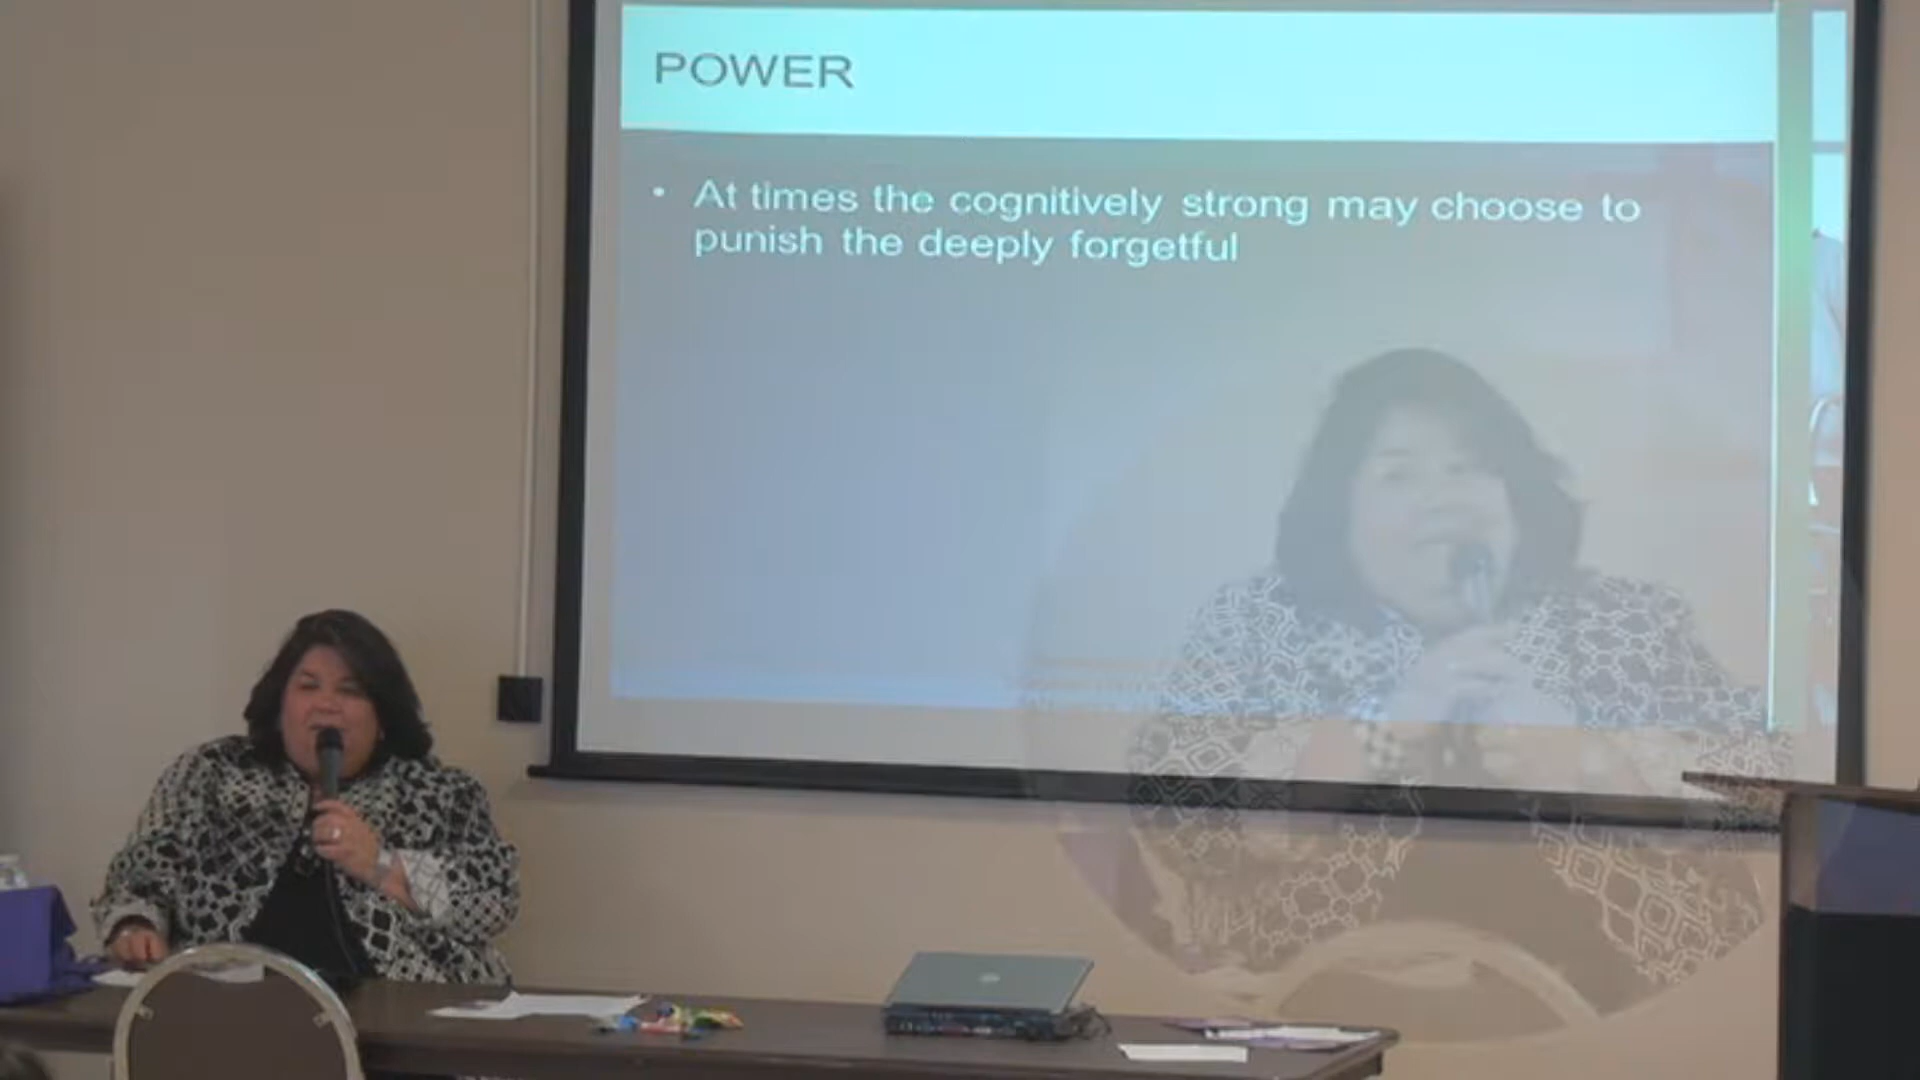 POWER
• At times the cognitively strong may choose to
punish the deeply forgetful